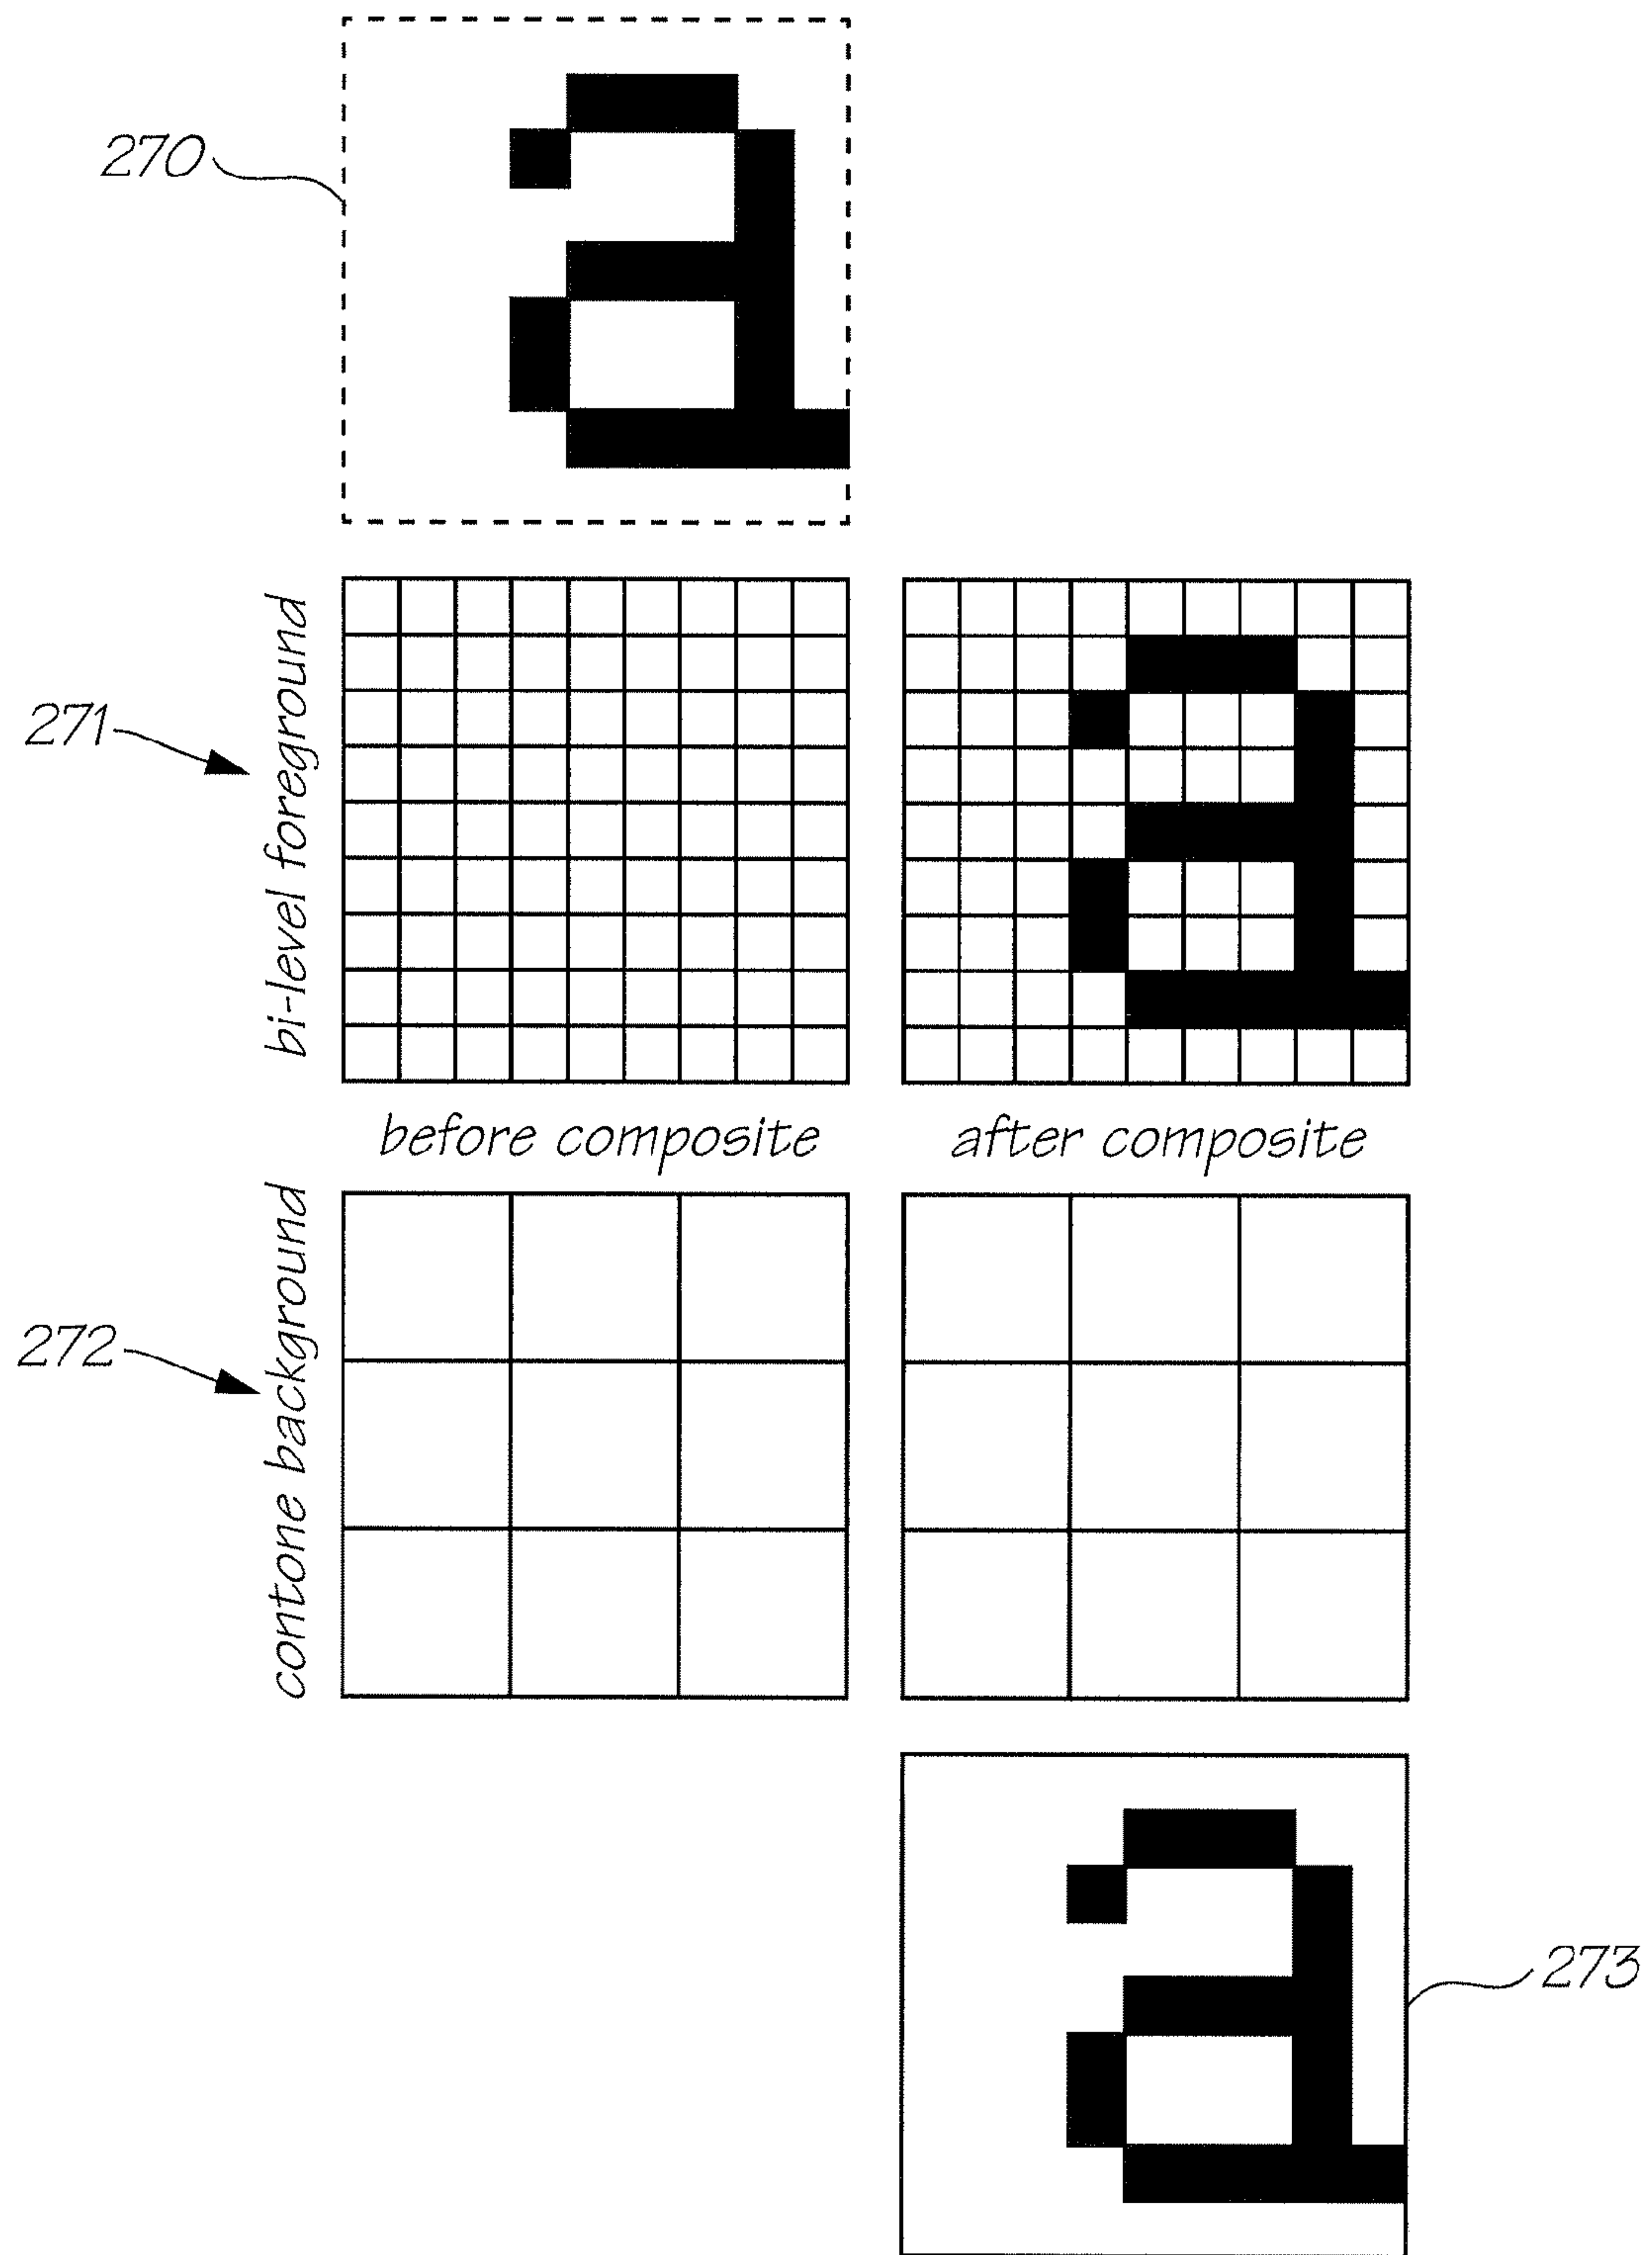 270
a
271
bi-level foreground
a
before composite
after composite
272
contone background
a
273